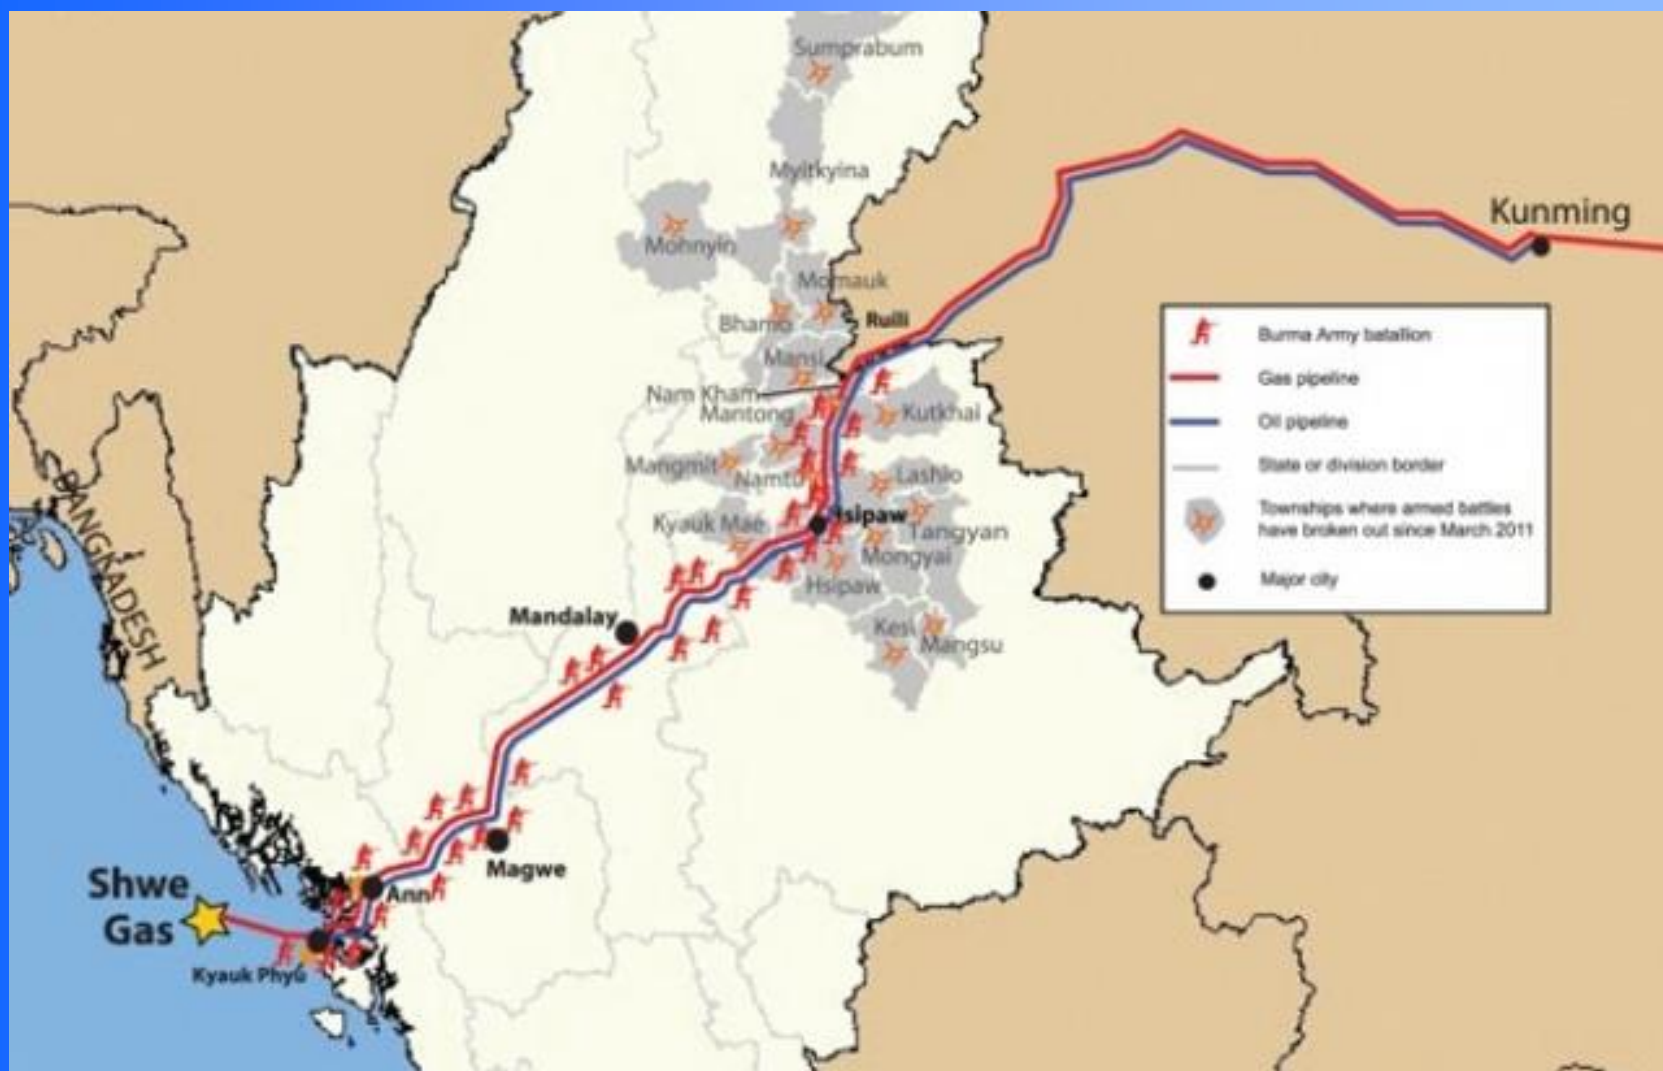 Sumprabum
Myitkyina
Mohnyin
Momauk
Bhamo
Ruili
Mansi
Nam Kham
Mantong
Kutkhai
Mangmit
Namtu
Lashio
Kyauk Mae
Hsipaw
Tangyan
Mongyai
Hsipaw
Kesi
Mangsu
Mandalay
Magwe
Ann
Shwe
Gas
Kyauk Phyu
BANGKADESH
Kunming
Burma Army batallion
Gas pipeline
Oil pipeline
State or division border
Townships where armed battles
have broken out since March 2011
Major city